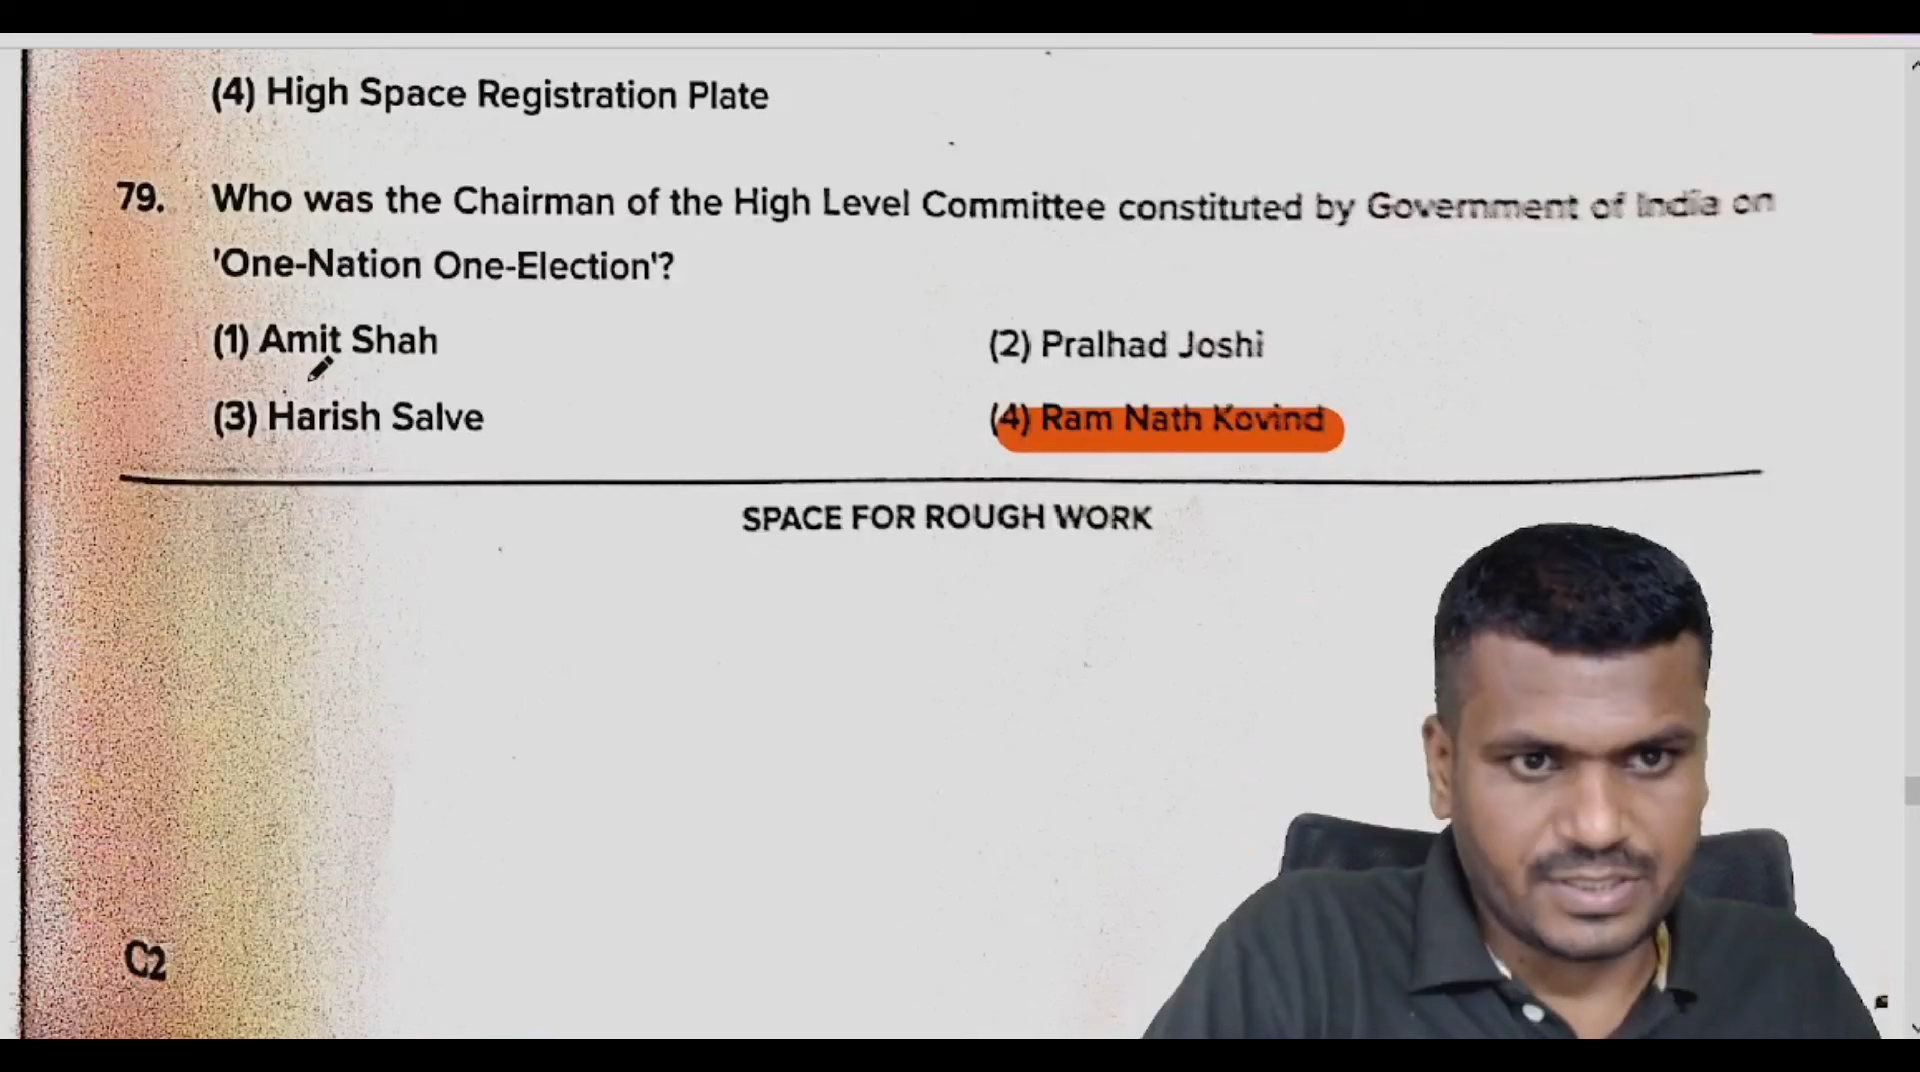 (4) High Space Registration Plate
79. Who was the Chairman of the High Level Committee constituted by Government of India on
'One-Nation One-Election'?
(1) Amit Shah (2) Pralhad Joshi
(3) Harish Salve (4) Ram Nath Kovind
SPACE FOR ROUGH WORK
C2